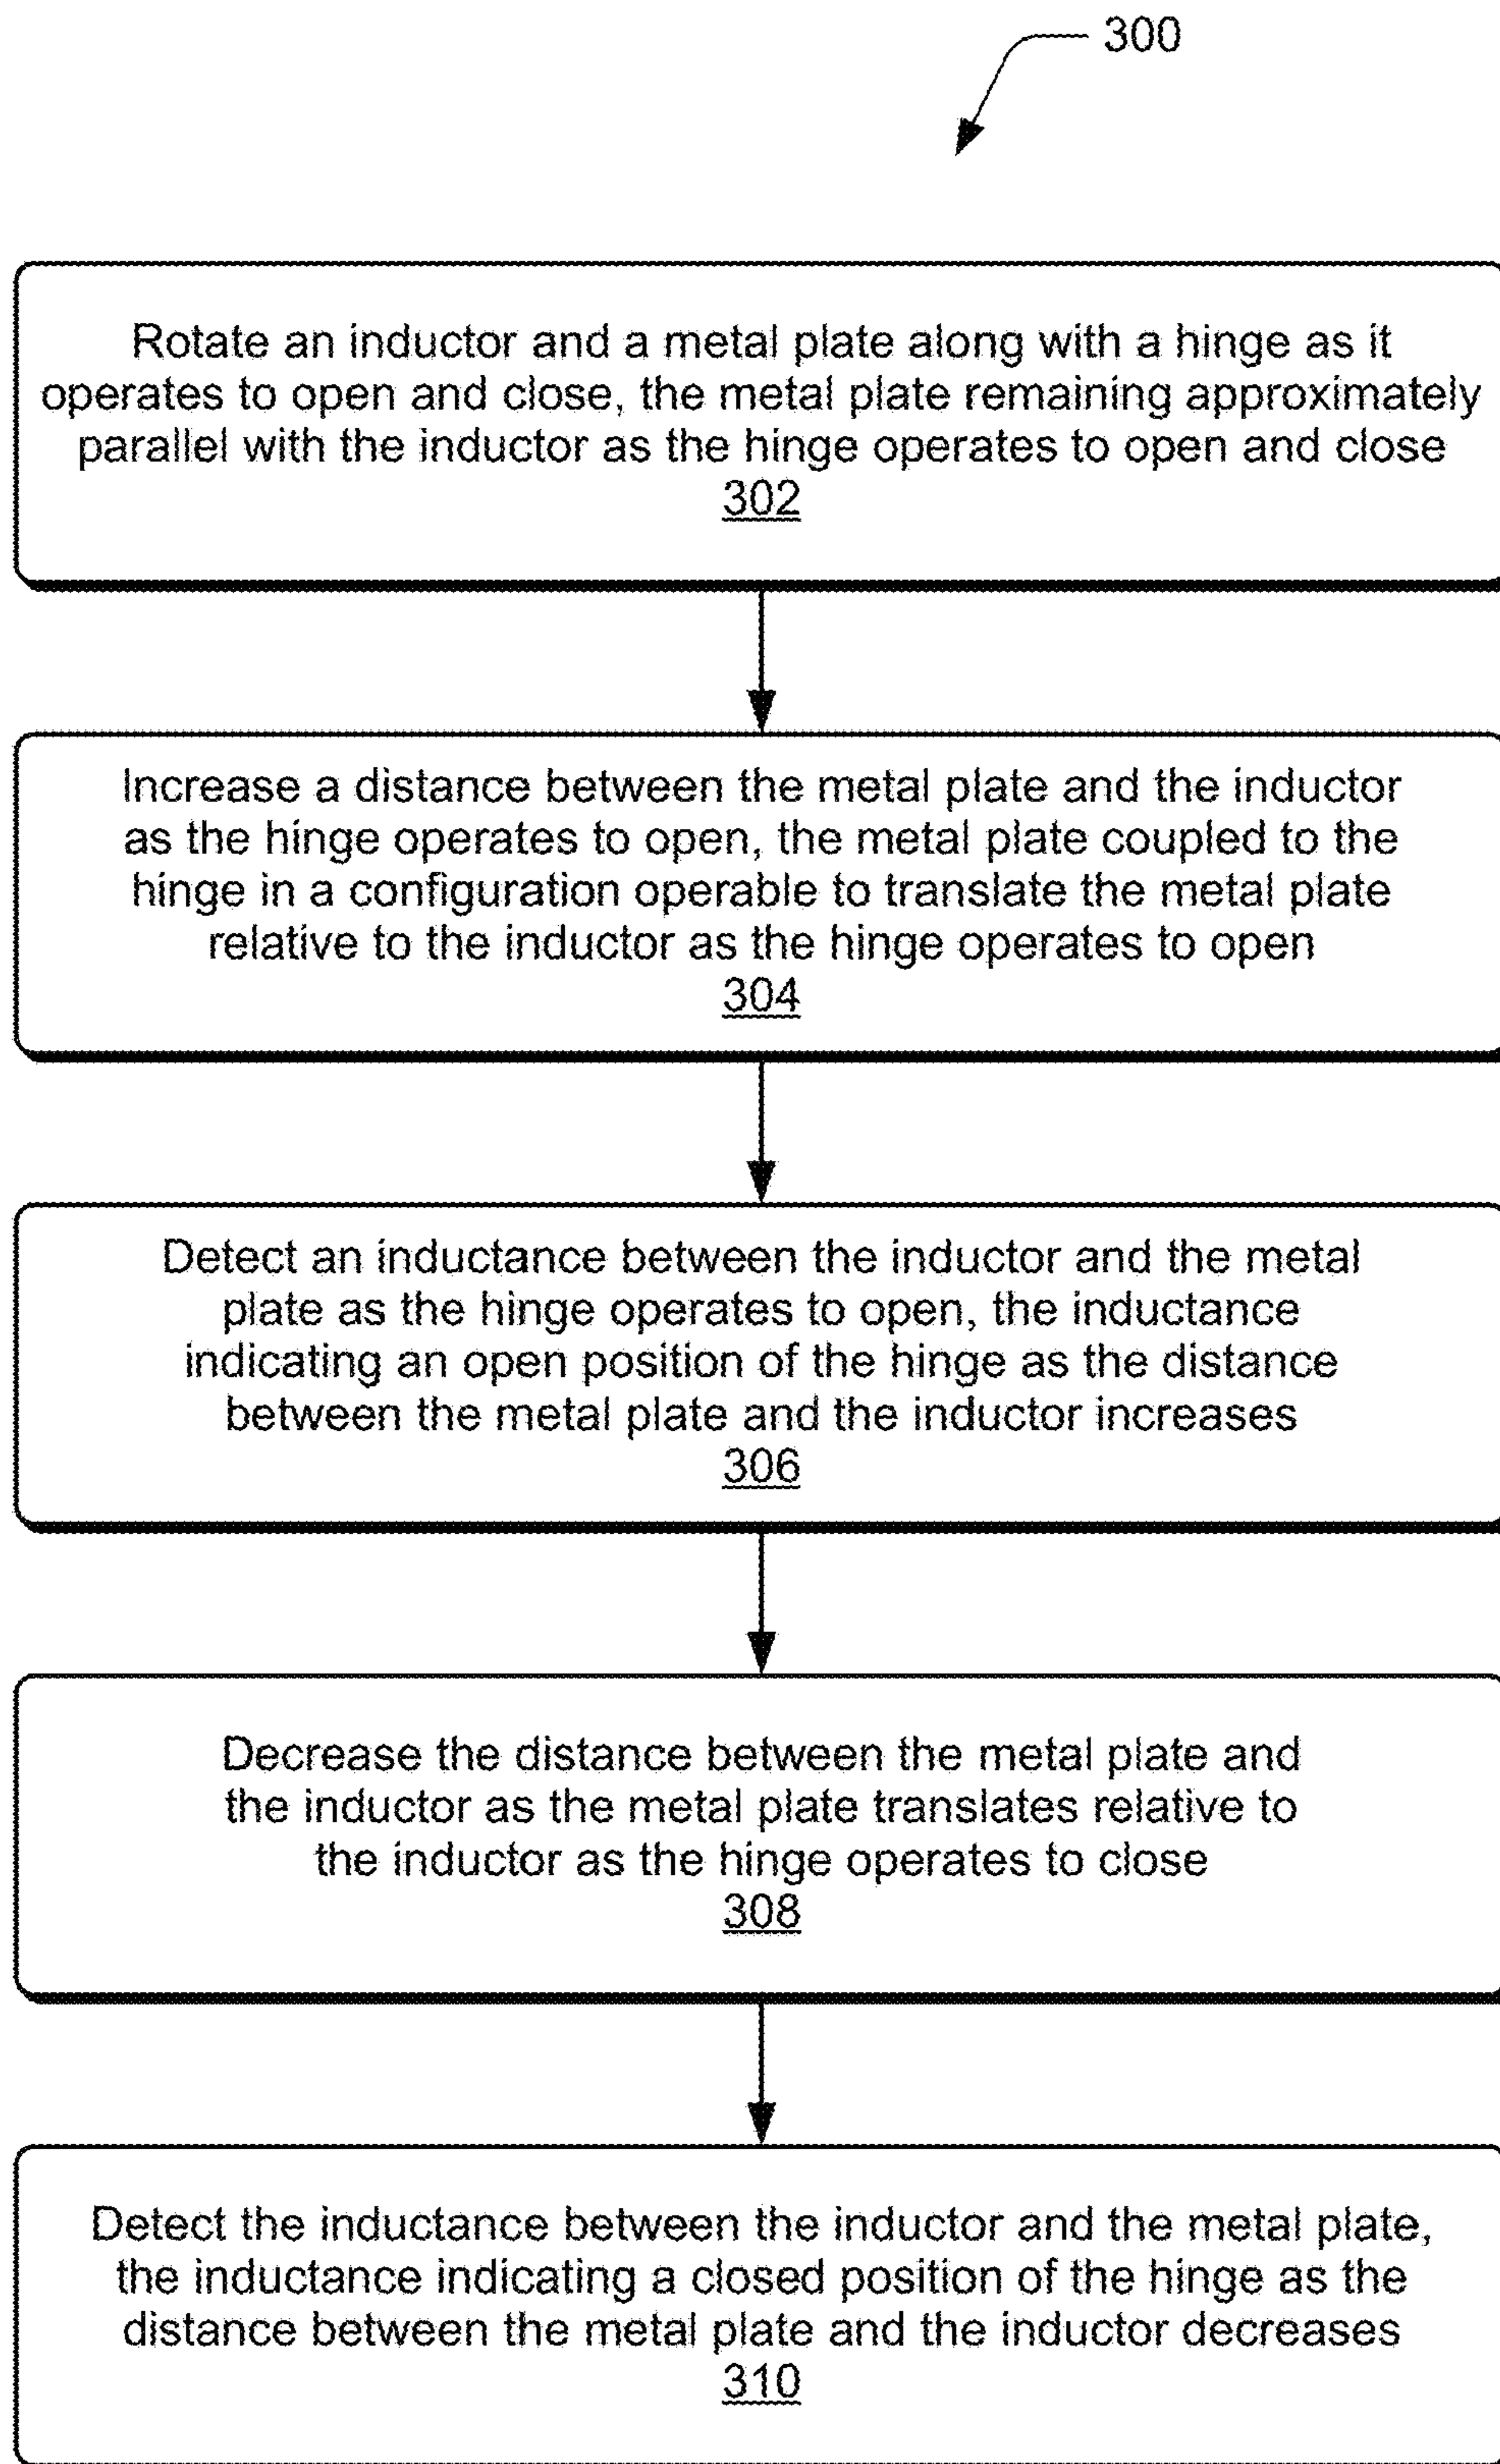 300
Rotate an inductor and a metal plate along with a hinge as it
operates to open and close, the metal plate remaining approximately
parallel with the inductor as the hinge operates to open and close
302
Increase a distance between the metal plate and the inductor
as the hinge operates to open, the metal plate coupled to the
hinge in a configuration operable to translate the metal plate
relative to the inductor as the hinge operates to open
304
Detect an inductance between the inductor and the metal
plate as the hinge operates to open, the inductance
indicating an open position of the hinge as the distance
between the metal plate and the inductor increases
306
Decrease the distance between the metal plate and
the inductor as the metal plate translates relative to
the inductor as the hinge operates to close
308
Detect the inductance between the inductor and the metal plate,
the inductance indicating a closed position of the hinge as the
distance between the metal plate and the inductor decreases
310